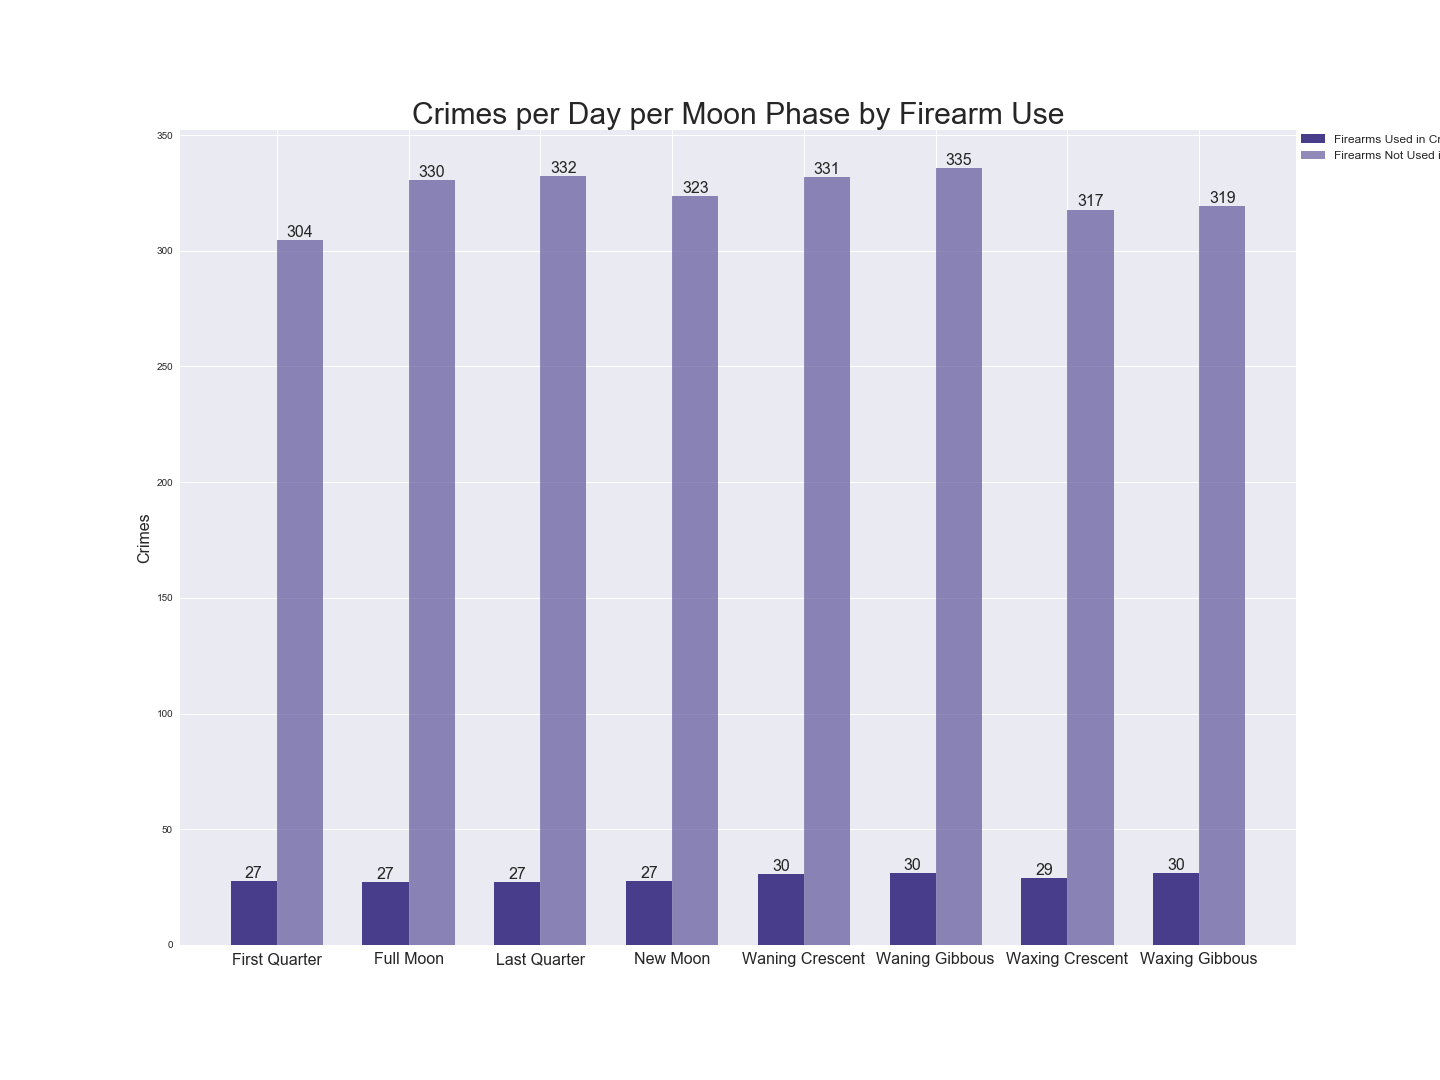 Crimes per Day per Moon Phase by Firearm Use
Firearms Used in Cr
Firearms Not Used i
Crimes
350
300
250
200
150
100
50
0
27 304
27 330
27 332
27 323
30 331
30 335
29 317
30 319
First Quarter
Full Moon
Last Quarter
New Moon
Waning Crescent
Waning Gibbous
Waxing Crescent
Waxing Gibbous